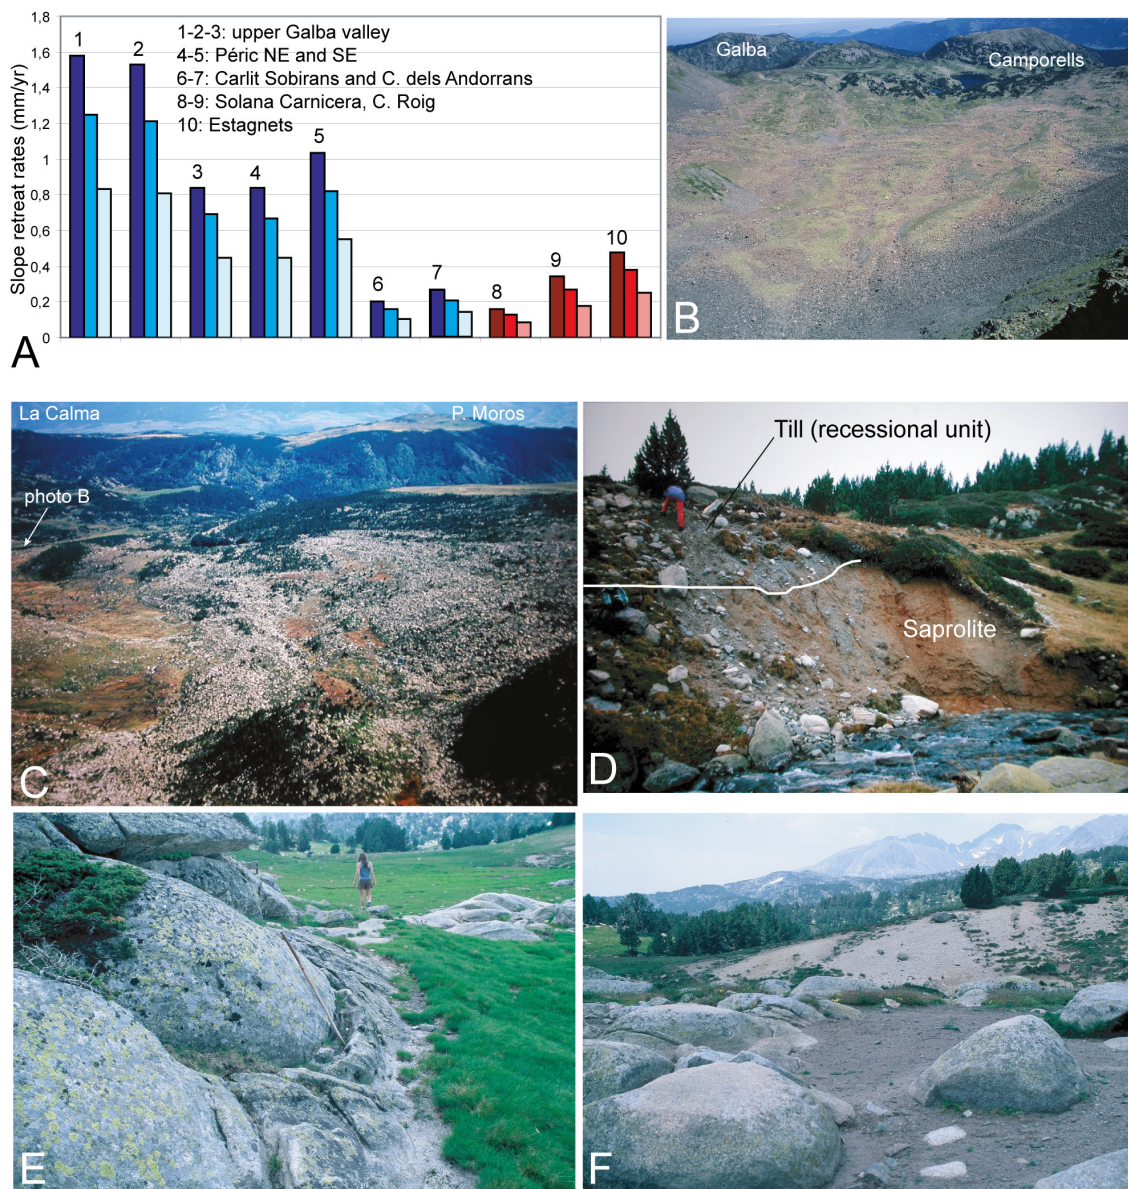 Slope retreat rates (mm/yr)
1,8
1,6
1,4
1,2
1
0,8
0,6
0,4
0,2
0
1-2-3: upper Galba valley
4-5: Péric NE and SE
6-7: Carlit Sobirans and C. dels Andorrans
8-9: Solana Carnicera, C. Roig
10: Estagnets
1
2
3
4
5
6
7
8
9
10
A
Galba
Camporells
B
La Calma
P. Moros
photo B
C
Till (recessional unit)
Saprolite
D
E
F